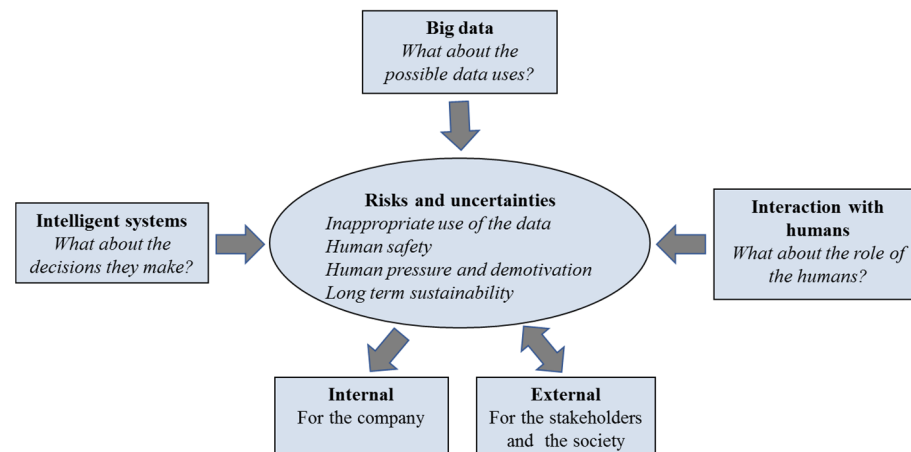 Big data
What about the
possible data uses?
Intelligent systems
What about the
decisions they make?
Risks and uncertainties
Inappropriate use of the data
Human safety
Human pressure and demotivation
Long term sustainability
Interaction with
humans
What about the role of
the humans?
Internal
For the company
External
For the stakeholders
and the society